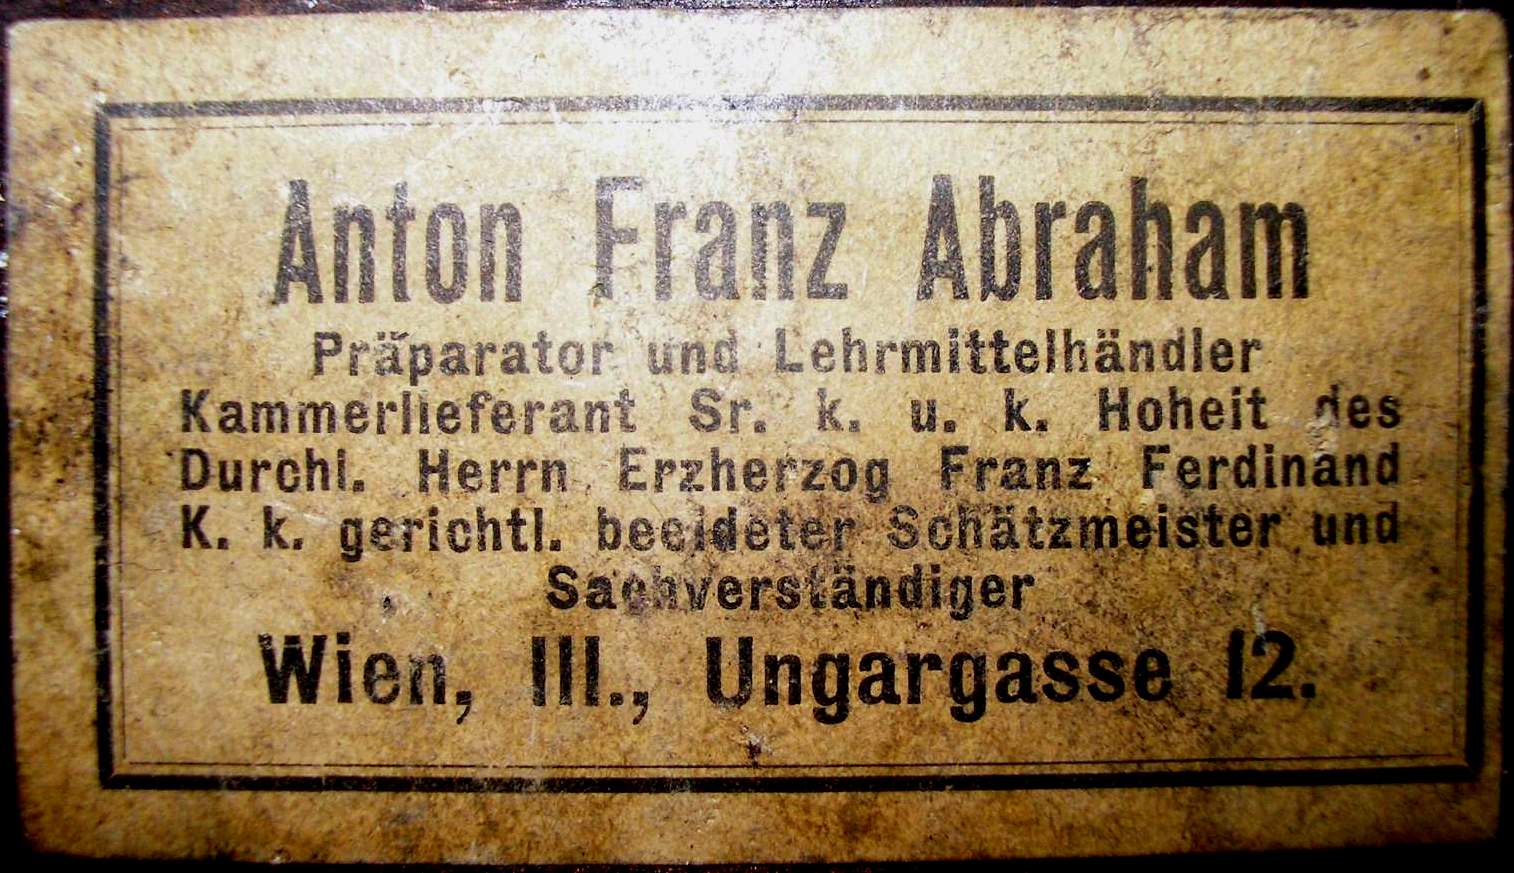 Anton Franz Abraham
Präparator und Lehrmittelhändler
Kammerlieferant Sr. k. u. k. Hoheit des
Durchl. Herrn Erzherzog Franz Ferdinand
K. k. gerichtl. beeideter Schätzmeister und
Sachverständiger
Wien, III., Ungargasse 12.